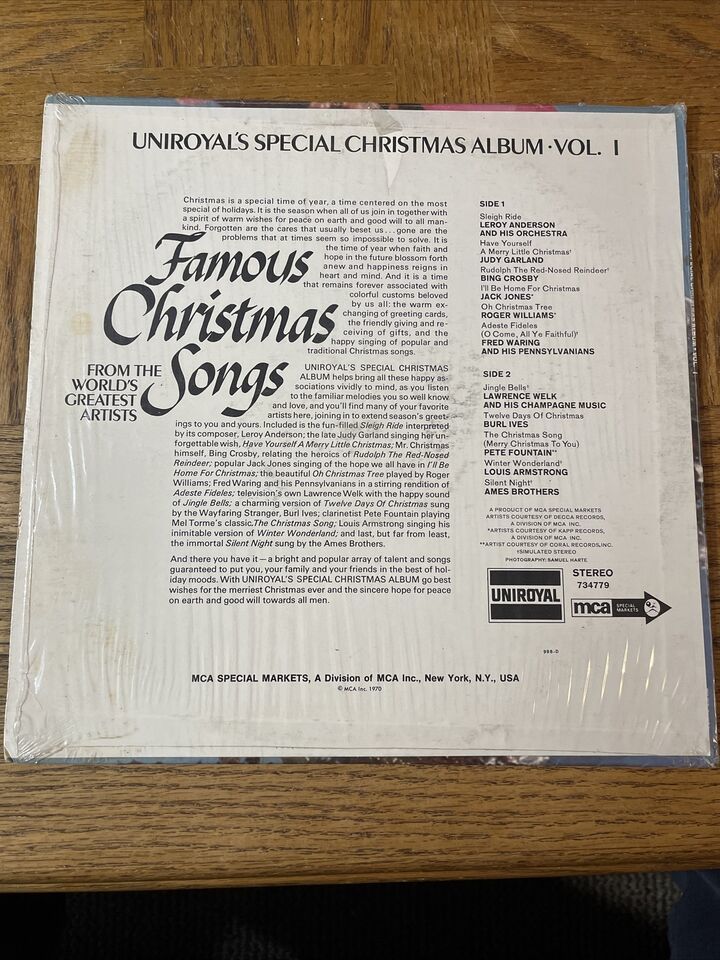 UNIROYAL'S SPECIAL CHRISTMAS ALBUM · VOL. I
Christmas is a special time of year, a time centered on the most
special of holidays. It is the season when all of us join in together with
a spirit of warm wishes for peace on earth and good will to all man-
kind. Forgotten are the cares that usually beset us... gone are the
problems that at times seem so impossible to solve. It is
the time of year when faith and
hope in the future blossom forth
anew and happiness reigns in
heart and mind. And it is a time
that remains forever associated with
colorful customs beloved
by us all: the warm ex-
changing of greeting cards,
the friendly giving and re-
ceiving of gifts, and the
happy singing of popular and
traditional Christmas songs.
Famous
Christmas
Songs
FROM THE
WORLD'S
GREATEST
ARTISTS
UNIROYAL'S SPECIAL CHRISTMAS
ALBUM helps bring all these happy as-
sociations vividly to mind, as you listen
to the familiar melodies you so well know
and love, and you'll find many of your favorite
artists here, joining in to extend season's greet-
ings to you and yours. Included is the fun-filled Sleigh Ride interpreted
by its composer, Leroy Anderson; the late Judy Garland singing her un-
forgettable wish, Have Yourself A Merry Little Christmas; Mr. Christmas
himself, Bing Crosby, relating the heroics of Rudolph The Red-Nosed
Reindeer; popular Jack Jones singing of the hope we all have in I'll Be
Home For Christmas; the beautiful Oh Christmas Tree played by Roger
Williams; Fred Waring and his Pennsylvanians in a stirring rendition of
Adeste Fideles; television's own Lawrence Welk with the happy sound
of Jingle Bells; a charming version of Twelve Days Of Christmas sung
by the Wayfaring Stranger, Burl Ives; clarinetist Pete Fountain playing
Mel Torme's classic,The Christmas Song; Louis Armstrong singing his
inimitable version of Winter Wonderland; and last, but far from least,
the immortal Silent Night sung by the Ames Brothers.
And there you have it — a bright and popular array of talent and songs
guaranteed to put you, your family and your friends in the best of hol-
iday moods. With UNIROYAL'S SPECIAL CHRISTMAS ALBUM go best
wishes for the merriest Christmas ever and the sincere hope for peace
on earth and good will towards all men.
SIDE 1
Sleigh Ride
LEROY ANDERSON
AND HIS ORCHESTRA
Have Yourself
A Merry Little Christmas†
JUDY GARLAND
Rudolph The Red-Nosed Reindeer†
BING CROSBY
I'll Be Home For Christmas
JACK JONES*
Oh Christmas Tree
ROGER WILLIAMS*
Adeste Fideles
(O Come, All Ye Faithful)†
FRED WARING
AND HIS PENNSYLVANIANS
SIDE 2
Jingle Bells†
LAWRENCE WELK
AND HIS CHAMPAGNE MUSIC
Twelve Days Of Christmas
BURL IVES
The Christmas Song
(Merry Christmas To You)
PETE FOUNTAIN**
Winter Wonderland†
LOUIS ARMSTRONG
Silent Night†
AMES BROTHERS
A PRODUCT OF MCA SPECIAL MARKETS
ARTISTS COURTESY OF DECCA RECORDS,
A DIVISION OF MCA INC.
*ARTISTS COURTESY OF KAPP RECORDS,
A DIVISION OF MCA INC.
**ARTIST COURTESY OF CORAL RECORDS,INC.
†SIMULATED STEREO
PHOTOGRAPHY: SAMUEL HARTE
UNIROYAL
STEREO
734779
mca SPECIAL
MARKETS
998-D
MCA SPECIAL MARKETS, A Division of MCA Inc., New York, N.Y., USA
© MCA Inc. 1970